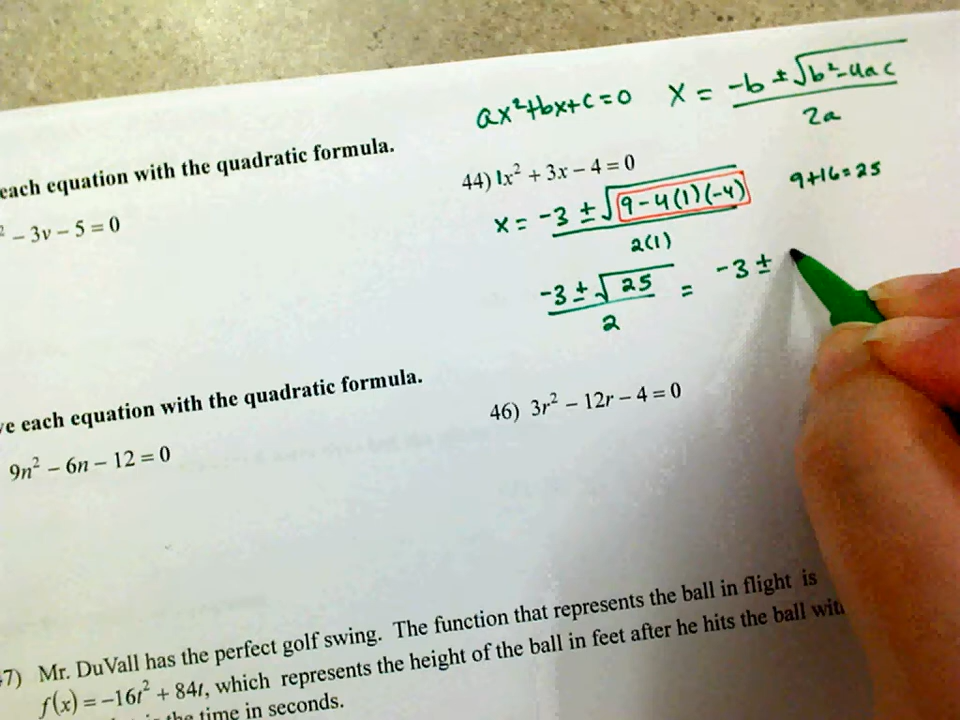 ax²+bx+c=0   x = -b ± √b²-4ac / 2a
each equation with the quadratic formula.
44) 1x² + 3x − 4 = 0
9+16=25
− 3v − 5 = 0
x = -3 ± √9-4(1)(-4) / 2(1)
-3 ± √25 / 2 = -3 ±
each equation with the quadratic formula.
46) 3r² − 12r − 4 = 0
9n² − 6n − 12 = 0
7) Mr. DuVall has the perfect golf swing. The function that represents the ball in flight is
f(x) = −16t² + 84t, which represents the height of the ball in feet after he hits the ball
the time in seconds.